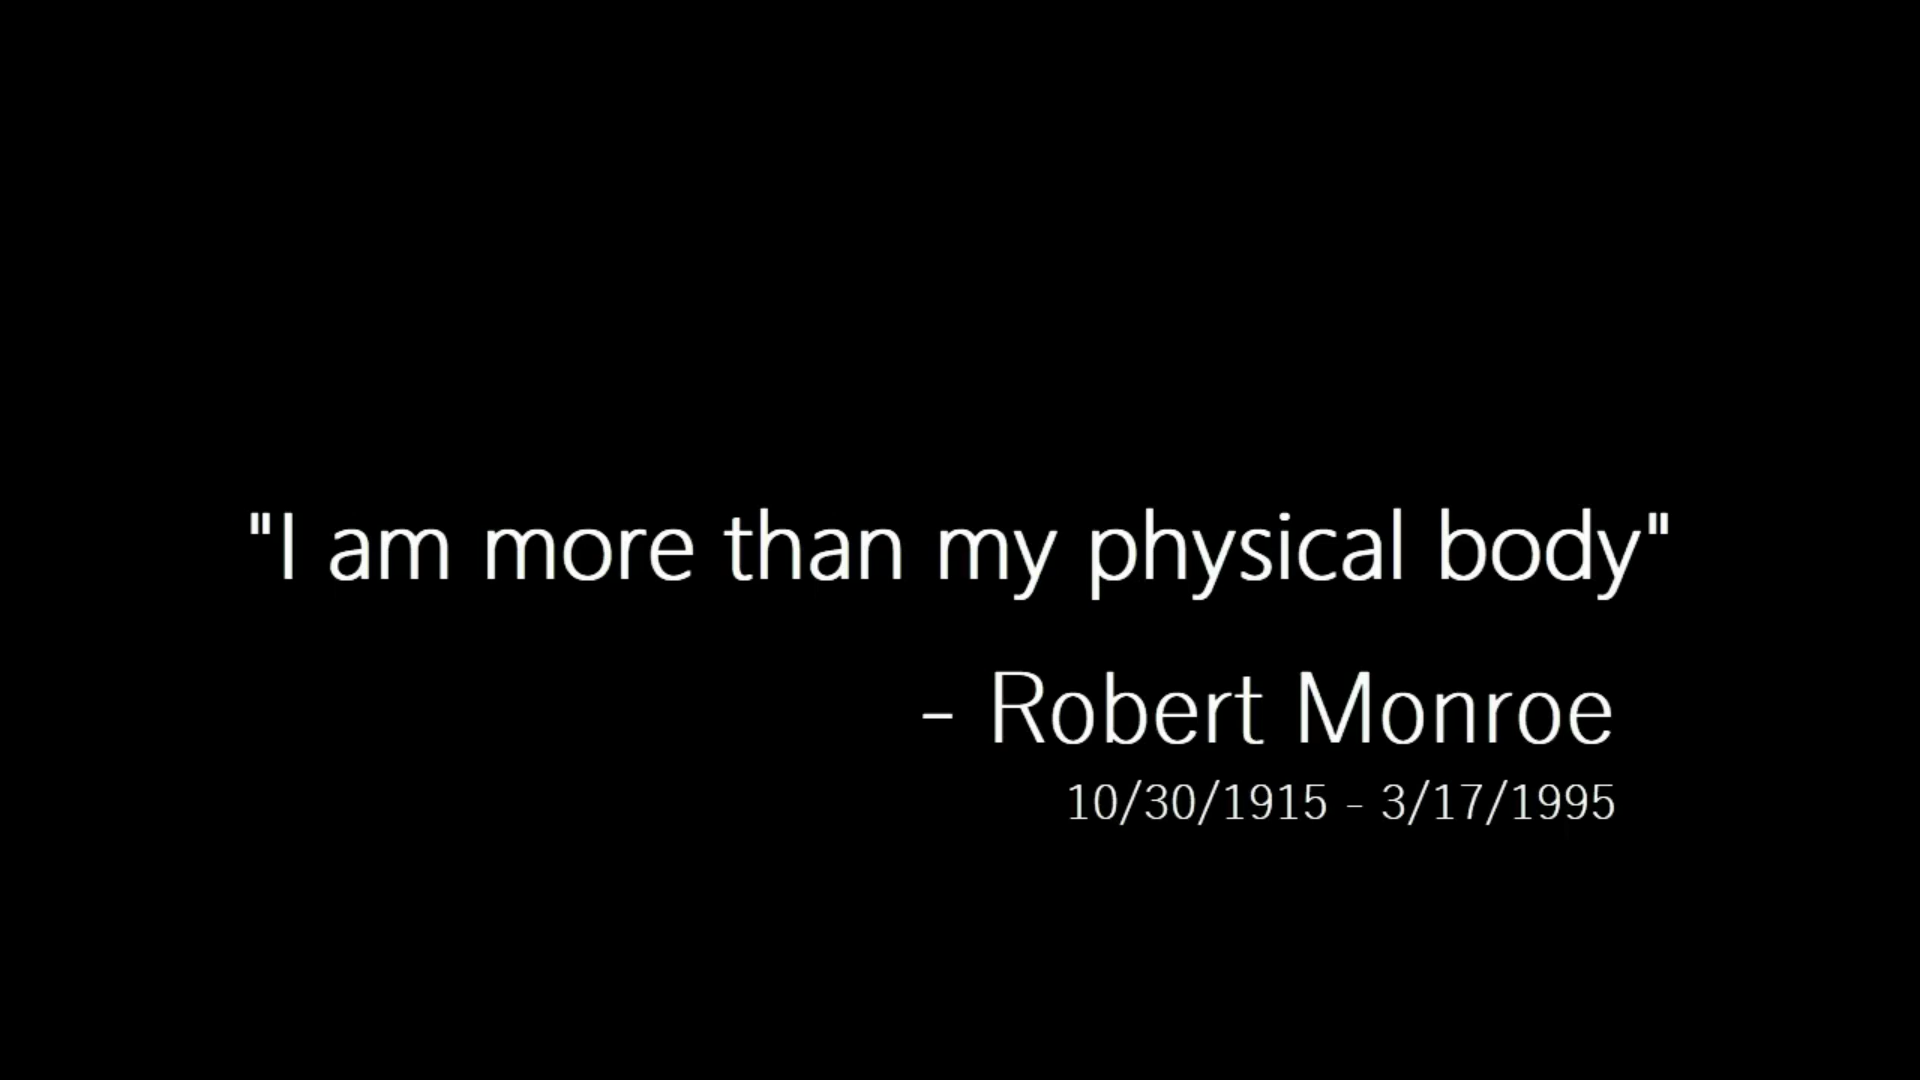 "I am more than my physical body"
- Robert Monroe
10/30/1915 - 3/17/1995